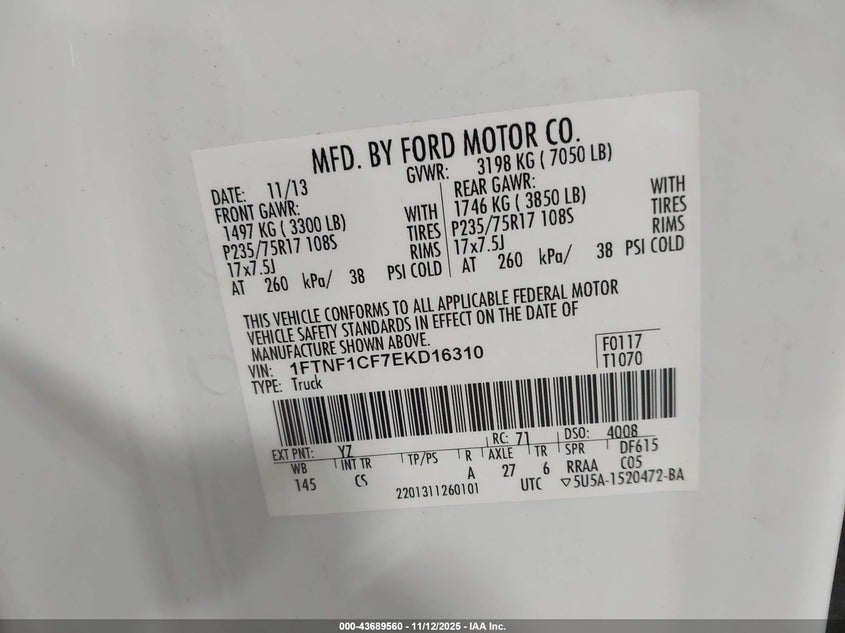 MFD. BY FORD MOTOR CO.
DATE: 11/13
GVWR: 3198 KG ( 7050 LB)
FRONT GAWR:
1497 KG ( 3300 LB) WITH
P235/75R17 108S TIRES
17x7.5J RIMS
AT 260 kPa/ 38 PSI COLD
REAR GAWR: WITH
1746 KG ( 3850 LB) TIRES
P235/75R17 108S RIMS
17x7.5J
AT 260 kPa/ 38 PSI COLD
THIS VEHICLE CONFORMS TO ALL APPLICABLE FEDERAL MOTOR
VEHICLE SAFETY STANDARDS IN EFFECT ON THE DATE OF
MANUFACTURE SHOWN ABOVE.
VIN: 1FTNF1CF7EKD16310
TYPE: Truck
F0117
T1070
EXT PNT: YZ RC: 71 DSO: 4008
WB INT TR TP/PS R AXLE TR SPR DF615
145 CS A 27 6 RRAA C05
2201311260101 UTC ▽5U5A-1520472-BA
000-43689560 - 11/12/2025 - IAA Inc.